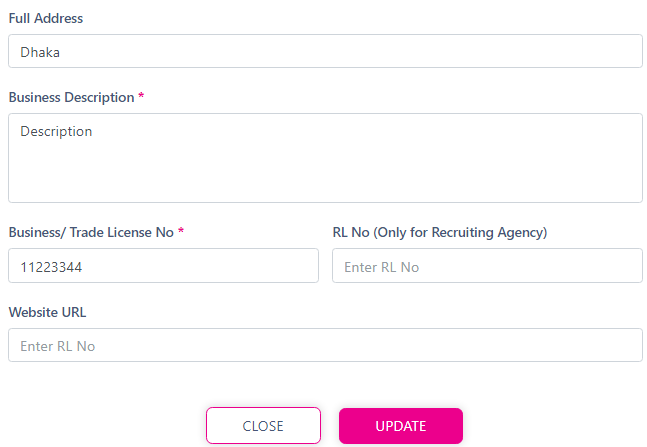 Full Address
Dhaka
Business Description *
Description
Business/ Trade License No *
RL No (Only for Recruiting Agency)
11223344
Enter RL No
Website URL
Enter RL No
CLOSE
UPDATE